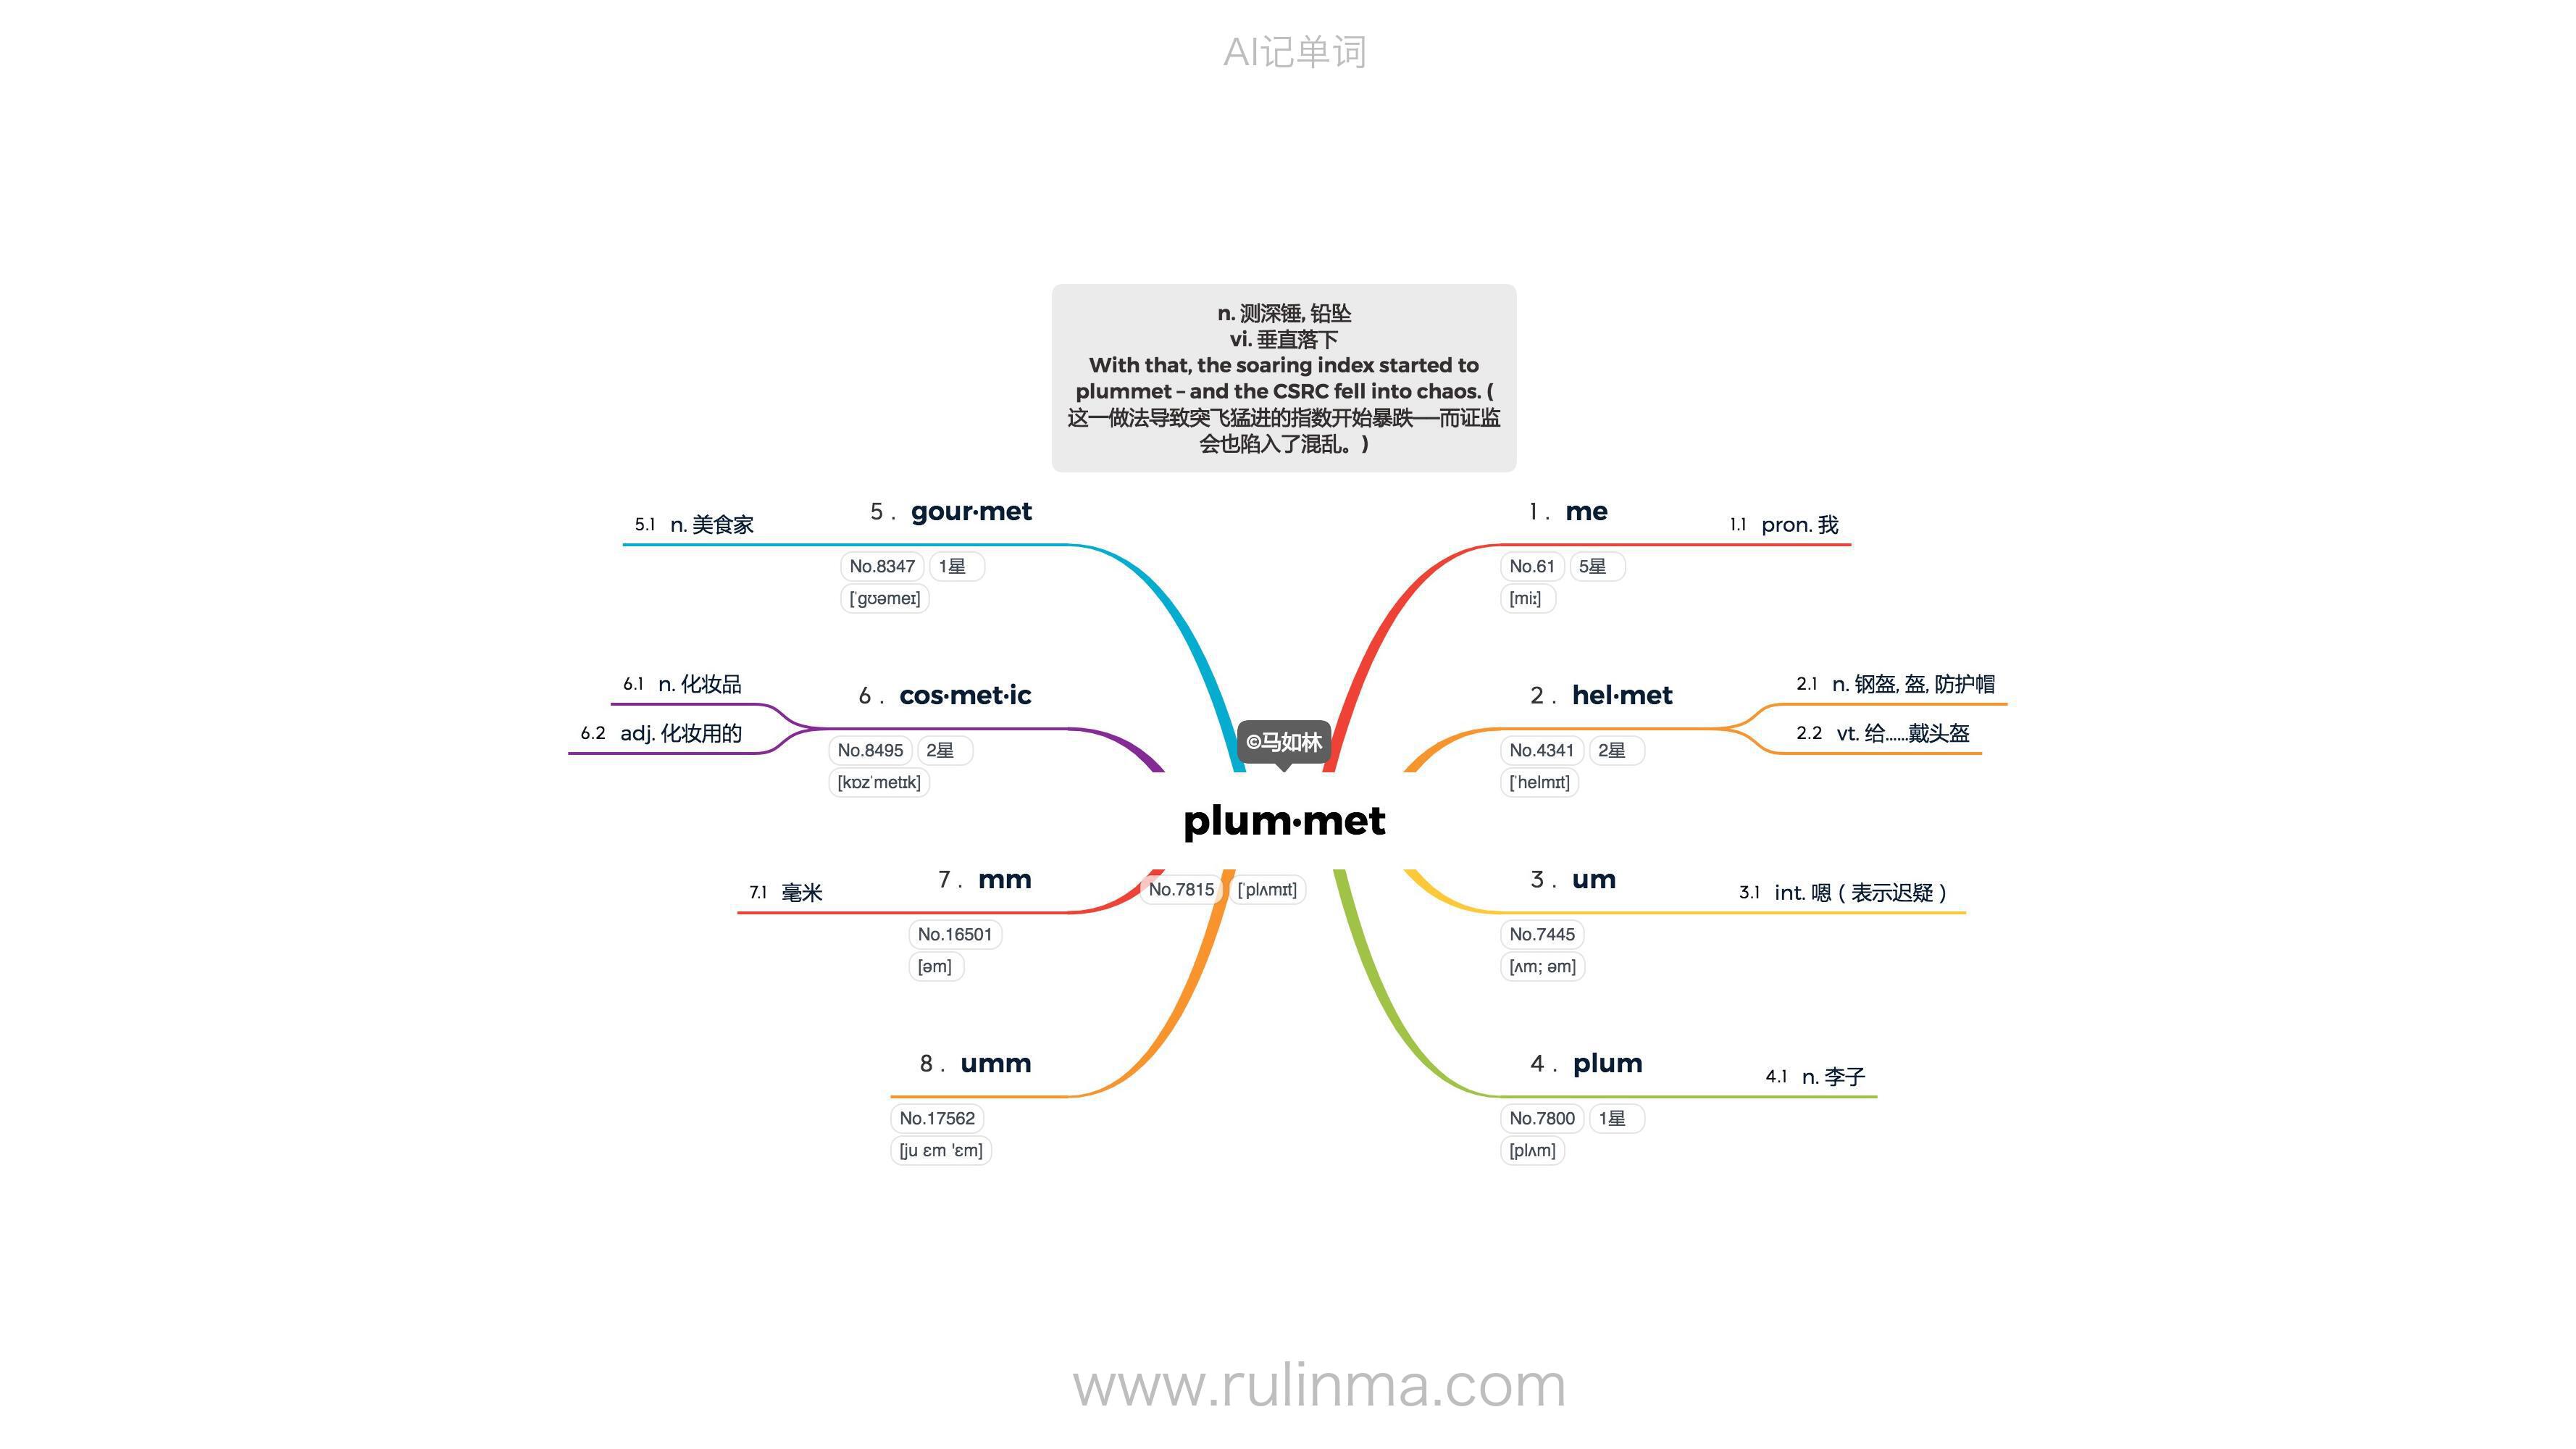 AI记单词
n. 测深锤, 铅坠
vi. 垂直落下
With that, the soaring index started to
plummet – and the CSRC fell into chaos. (
这一做法导致突飞猛进的指数开始暴跌──而证监
会也陷入了混乱。)
©马如林
plum·met
No.7815 [ˈplʌmɪt]
1 . me
No.61 5星
[miː]
1.1 pron. 我
2 . hel·met
No.4341 2星
[ˈhelmɪt]
2.1 n. 钢盔, 盔, 防护帽
2.2 vt. 给……戴头盔
3 . um
No.7445
[ʌm; əm]
3.1 int. 嗯（表示迟疑）
4 . plum
No.7800 1星
[plʌm]
4.1 n. 李子
5 . gour·met
No.8347 1星
[ˈɡʊəmeɪ]
5.1 n. 美食家
6 . cos·met·ic
No.8495 2星
[kɒzˈmetɪk]
6.1 n. 化妆品
6.2 adj. 化妆用的
7 . mm
No.16501
[əm]
7.1 毫米
8 . umm
No.17562
[ju ɛm 'ɛm]
www.rulinma.com